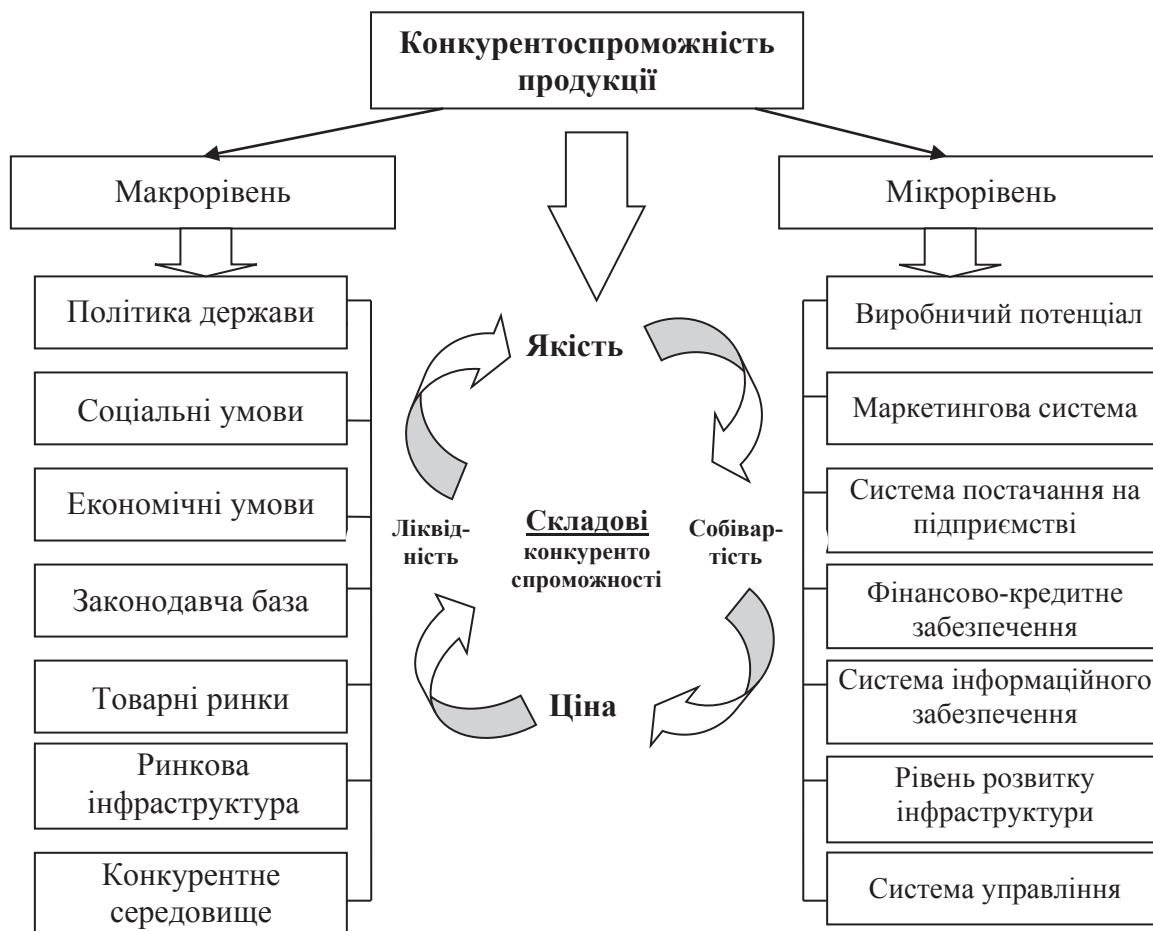 Конкурентоспроможність
продукції
Макрорівень
Мікрорівень
Політика держави
Соціальні умови
Економічні умови
Законодавча база
Товарні ринки
Ринкова
інфраструктура
Конкурентне
середовище
Якість
Ліквід-
ність
Складові
конкуренто
спроможності
Собівар-
тість
Ціна
Виробничий потенціал
Маркетингова система
Система постачання на
підприємстві
Фінансово-кредитне
забезпечення
Система інформаційного
забезпечення
Рівень розвитку
інфраструктури
Система управління